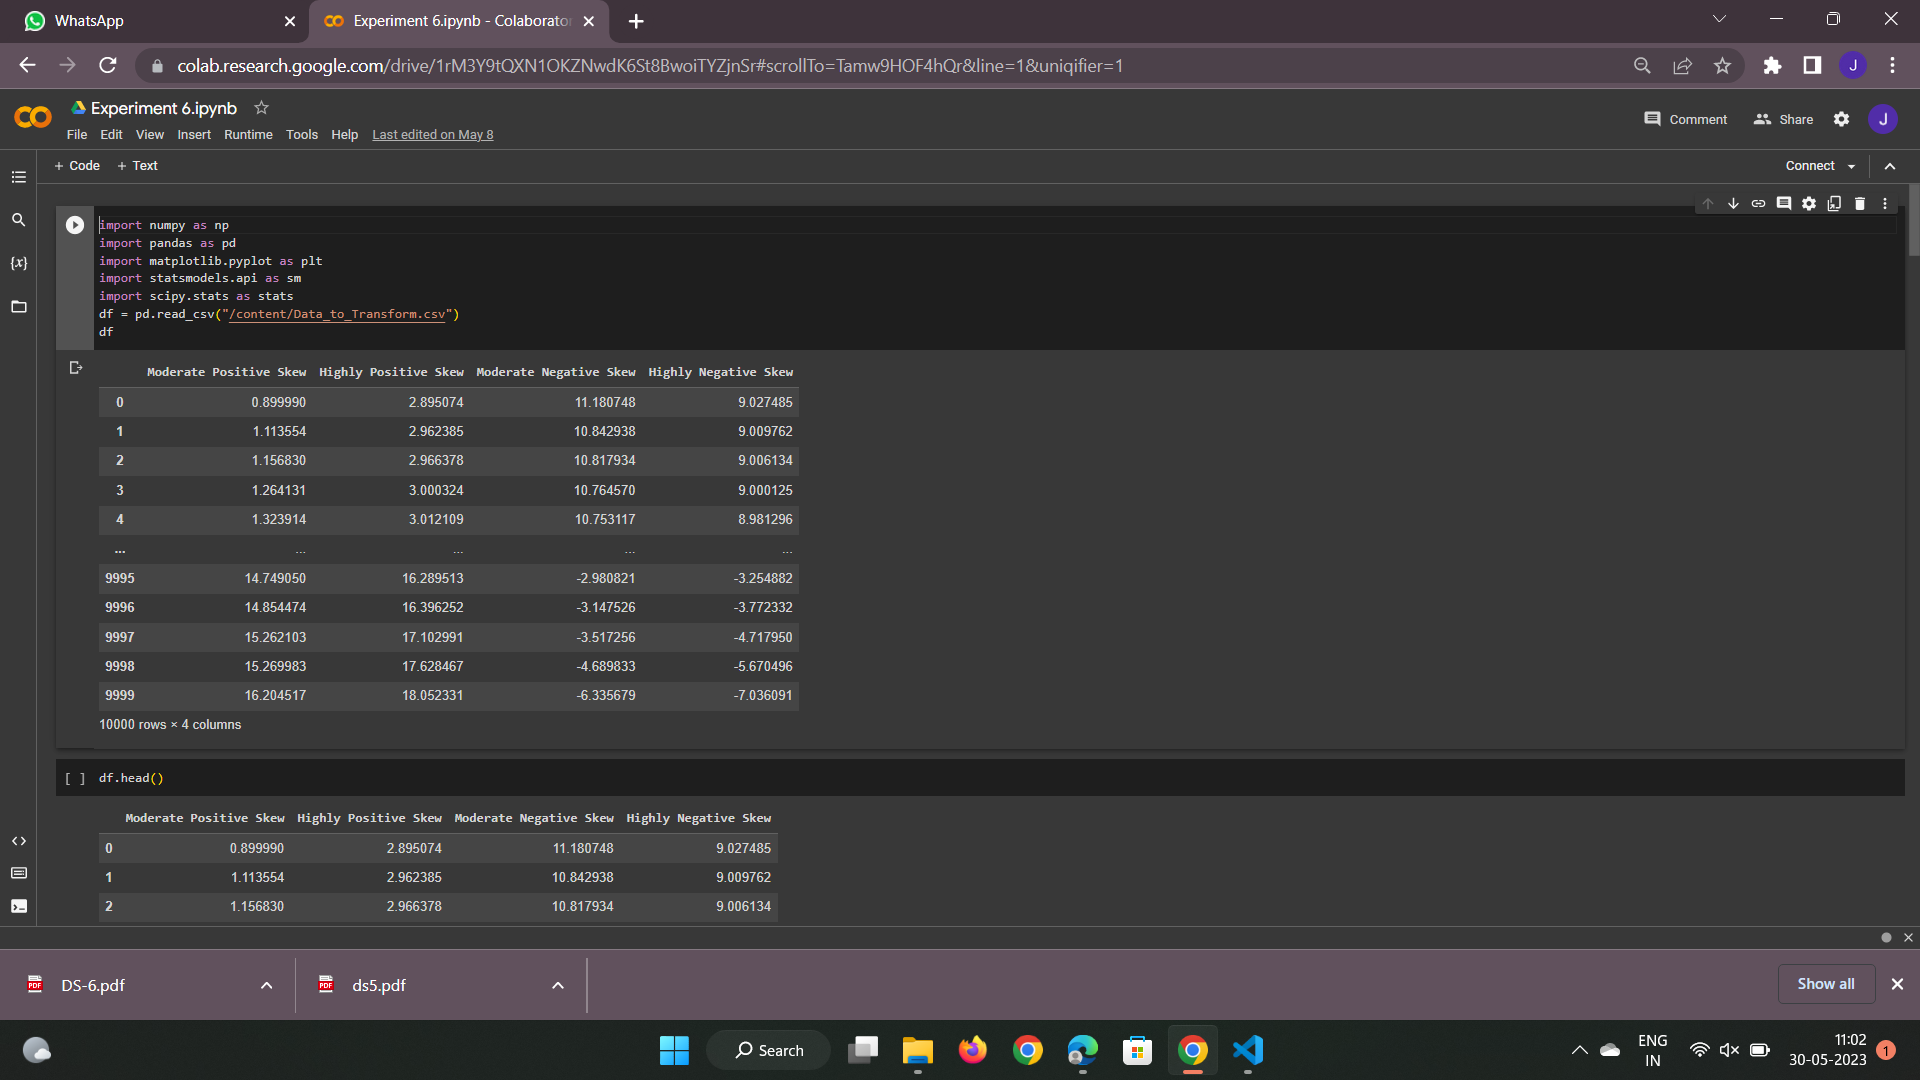 WhatsApp
Experiment 6.ipynb - Colaborator
colab.research.google.com/drive/1rM3Y9tQXN1OKZNwdK6St8BwoiTYZjnSr#scrollTo=Tamw9HOF4hQr&line=1&uniqifier=1
J
Experiment 6.ipynb
File Edit View Insert Runtime Tools Help Last edited on May 8
Comment Share J
+ Code + Text
Connect
import numpy as np
import pandas as pd
import matplotlib.pyplot as plt
import statsmodels.api as sm
import scipy.stats as stats
df = pd.read_csv("/content/Data_to_Transform.csv")
df
Moderate Positive Skew Highly Positive Skew Moderate Negative Skew Highly Negative Skew
0 0.899990 2.895074 11.180748 9.027485
1 1.113554 2.962385 10.842938 9.009762
2 1.156830 2.966378 10.817934 9.006134
3 1.264131 3.000324 10.764570 9.000125
4 1.323914 3.012109 10.753117 8.981296
... ... ... ... ...
9995 14.749050 16.289513 -2.980821 -3.254882
9996 14.854474 16.396252 -3.147526 -3.772332
9997 15.262103 17.102991 -3.517256 -4.717950
9998 15.269983 17.628467 -4.689833 -5.670496
9999 16.204517 18.052331 -6.335679 -7.036091
10000 rows × 4 columns
[ ] df.head()
Moderate Positive Skew Highly Positive Skew Moderate Negative Skew Highly Negative Skew
0 0.899990 2.895074 11.180748 9.027485
1 1.113554 2.962385 10.842938 9.009762
2 1.156830 2.966378 10.817934 9.006134
{x}
PDF DS-6.pdf
PDF ds5.pdf
Show all
Search
ENG
IN
11:02
30-05-2023
1